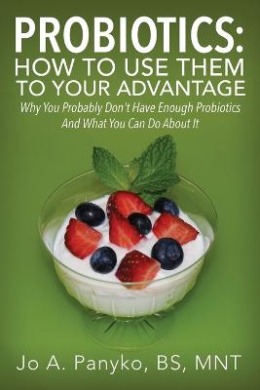 PROBIOTICS:
HOW TO USE THEM
TO YOUR ADVANTAGE
Why You Probably Don't Have Enough Probiotics
And What You Can Do About It
Jo A. Panyko, BS, MNT